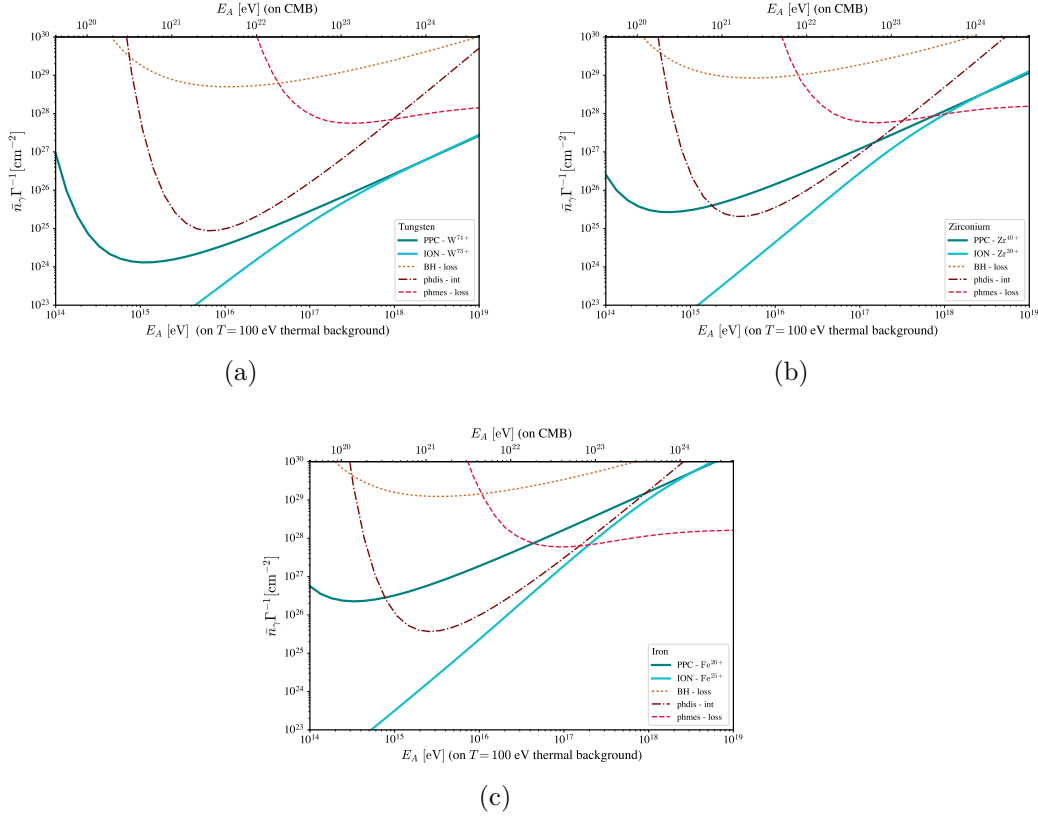 E_A [eV] (on CMB)
10^20 10^21 10^22 10^23 10^24
10^30
10^29
10^28
10^27
10^26
10^25
10^24
10^23
n̄_γ Γ^−1 [cm^−2]
Tungsten
PPC - W^74+
ION - W^73+
BH - loss
phdis - int
phmes - loss
10^14 10^15 10^16 10^17 10^18 10^19
E_A [eV] (on T = 100 eV thermal background)
(a)
E_A [eV] (on CMB)
10^20 10^21 10^22 10^23 10^24
10^30
10^29
10^28
10^27
10^26
10^25
10^24
10^23
n̄_γ Γ^−1 [cm^−2]
Zirconium
PPC - Zr^40+
ION - Zr^39+
BH - loss
phdis - int
phmes - loss
10^14 10^15 10^16 10^17 10^18 10^19
E_A [eV] (on T = 100 eV thermal background)
(b)
E_A [eV] (on CMB)
10^20 10^21 10^22 10^23 10^24
10^30
10^29
10^28
10^27
10^26
10^25
10^24
10^23
n̄_γ Γ^−1 [cm^−2]
Iron
PPC - Fe^26+
ION - Fe^25+
BH - loss
phdis - int
phmes - loss
10^14 10^15 10^16 10^17 10^18 10^19
E_A [eV] (on T = 100 eV thermal background)
(c)